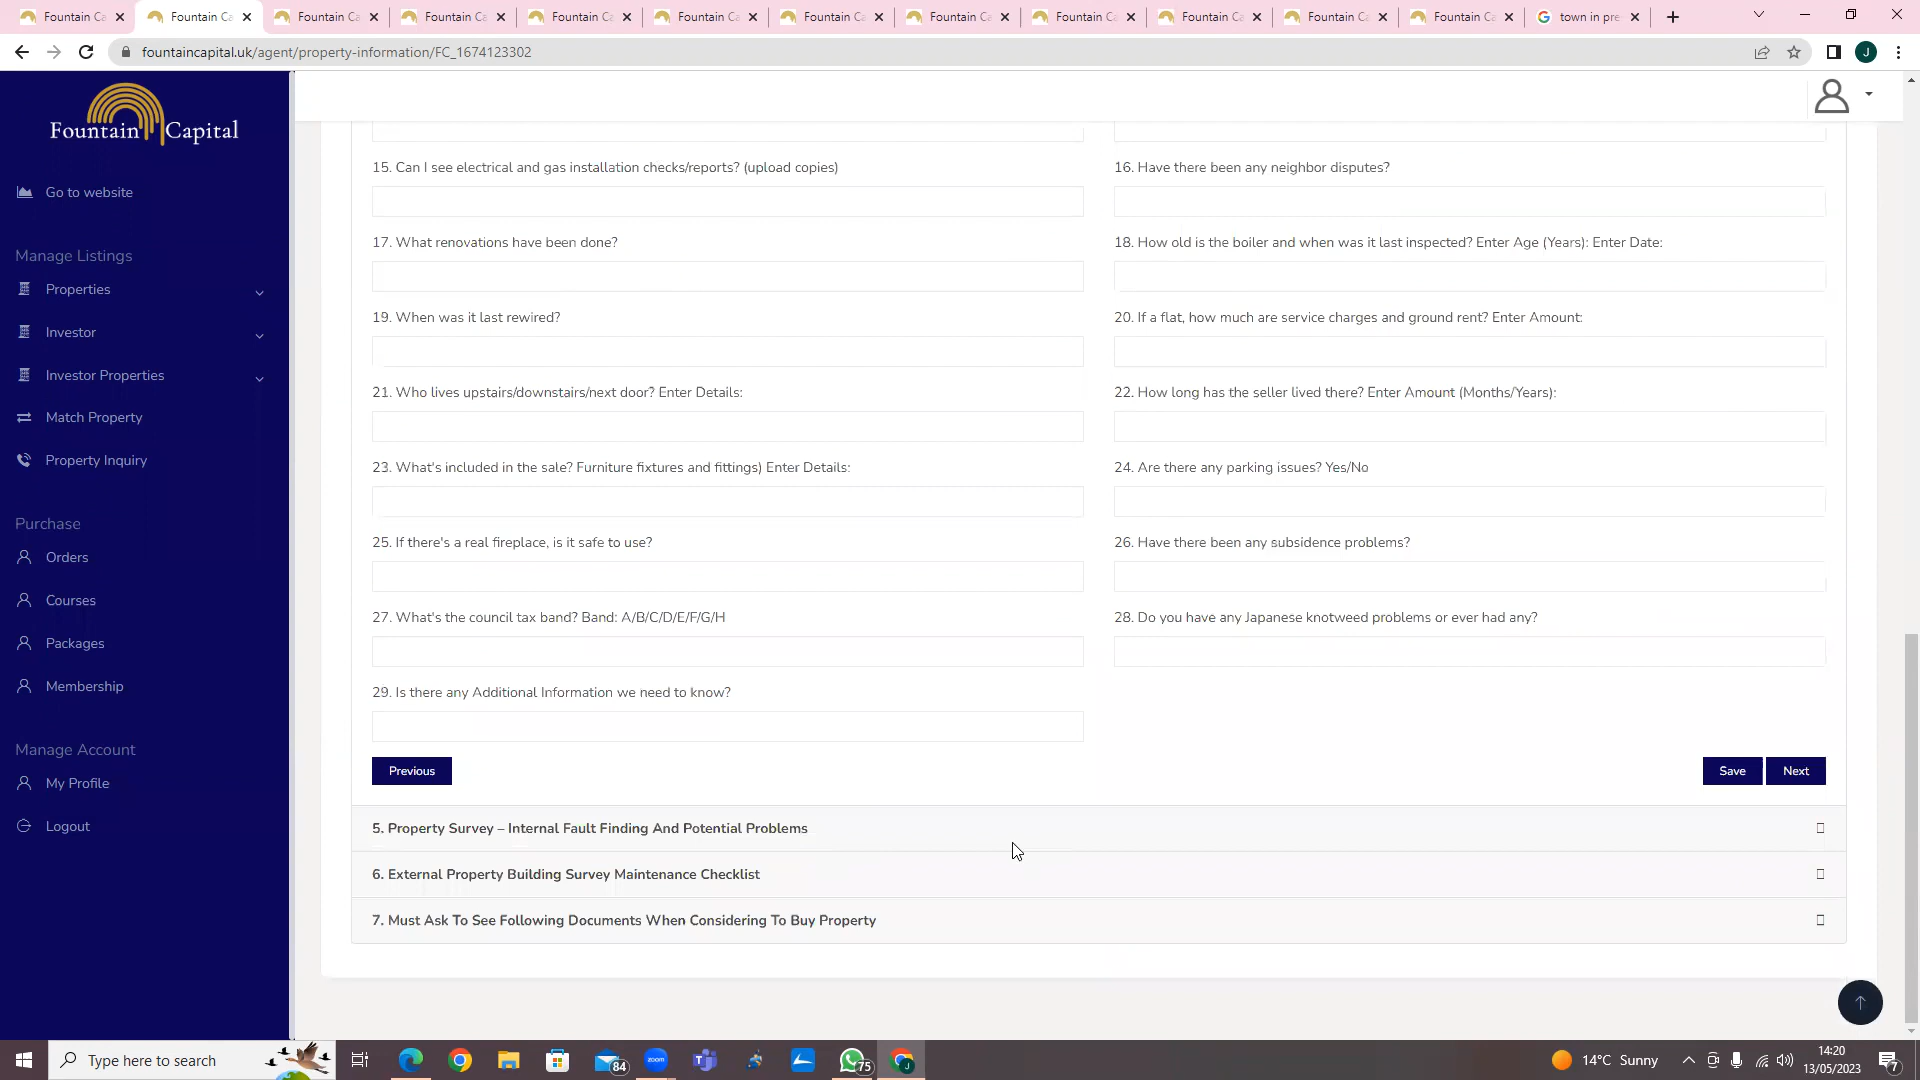 Fountain Ca
Fountain Ca
Fountain Ca
Fountain Ca
Fountain Ca
Fountain Ca
Fountain Ca
Fountain Ca
Fountain Ca
Fountain Ca
Fountain Ca
Fountain Ca
town in pre
fountaincapital.uk/agent/property-information/FC_1674123302
J
Fountain Capital
Go to website
Manage Listings
Properties
Investor
Investor Properties
Match Property
Property Inquiry
Purchase
Orders
Courses
Packages
Membership
Manage Account
My Profile
Logout
15. Can I see electrical and gas installation checks/reports? (upload copies)
16. Have there been any neighbor disputes?
17. What renovations have been done?
18. How old is the boiler and when was it last inspected? Enter Age (Years): Enter Date:
19. When was it last rewired?
20. If a flat, how much are service charges and ground rent? Enter Amount:
21. Who lives upstairs/downstairs/next door? Enter Details:
22. How long has the seller lived there? Enter Amount (Months/Years):
23. What's included in the sale? Furniture fixtures and fittings) Enter Details:
24. Are there any parking issues? Yes/No
25. If there's a real fireplace, is it safe to use?
26. Have there been any subsidence problems?
27. What's the council tax band? Band: A/B/C/D/E/F/G/H
28. Do you have any Japanese knotweed problems or ever had any?
29. Is there any Additional Information we need to know?
Previous
Save
Next
5. Property Survey – Internal Fault Finding And Potential Problems
6. External Property Building Survey Maintenance Checklist
7. Must Ask To See Following Documents When Considering To Buy Property
Type here to search
84
zoom
75
14°C Sunny
14:20
13/05/2023
7